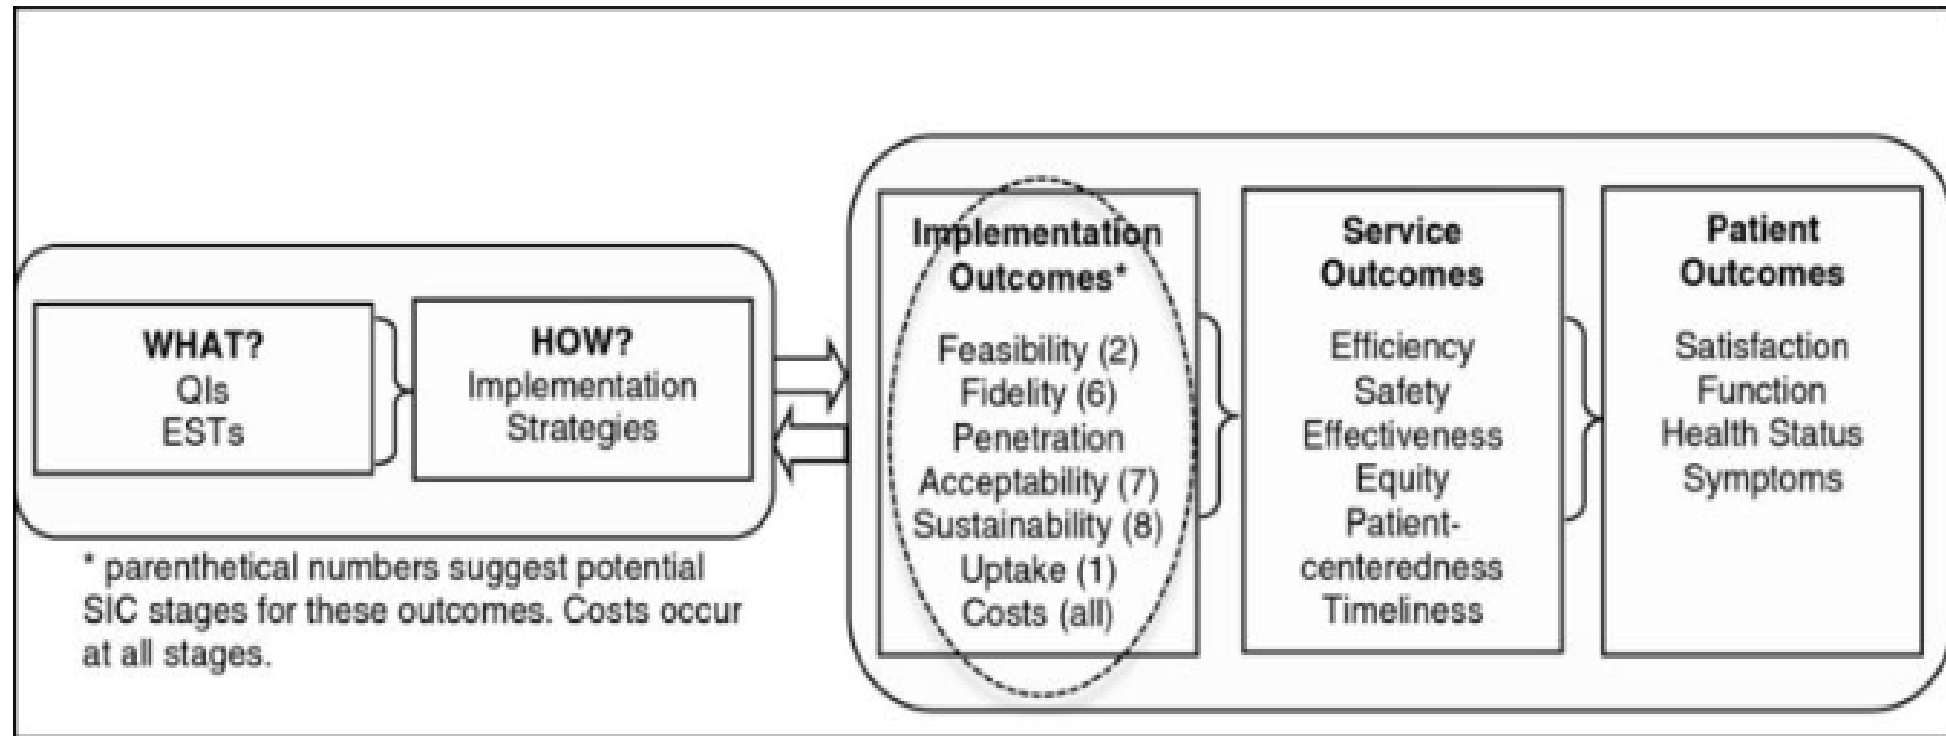 WHAT?
QIs
ESTs
HOW?
Implementation
Strategies
* parenthetical numbers suggest potential
SIC stages for these outcomes. Costs occur
at all stages.
Implementation
Outcomes*
Feasibility (2)
Fidelity (6)
Penetration
Acceptability (7)
Sustainability (8)
Uptake (1)
Costs (all)
Service
Outcomes
Efficiency
Safety
Effectiveness
Equity
Patient-
centeredness
Timeliness
Patient
Outcomes
Satisfaction
Function
Health Status
Symptoms